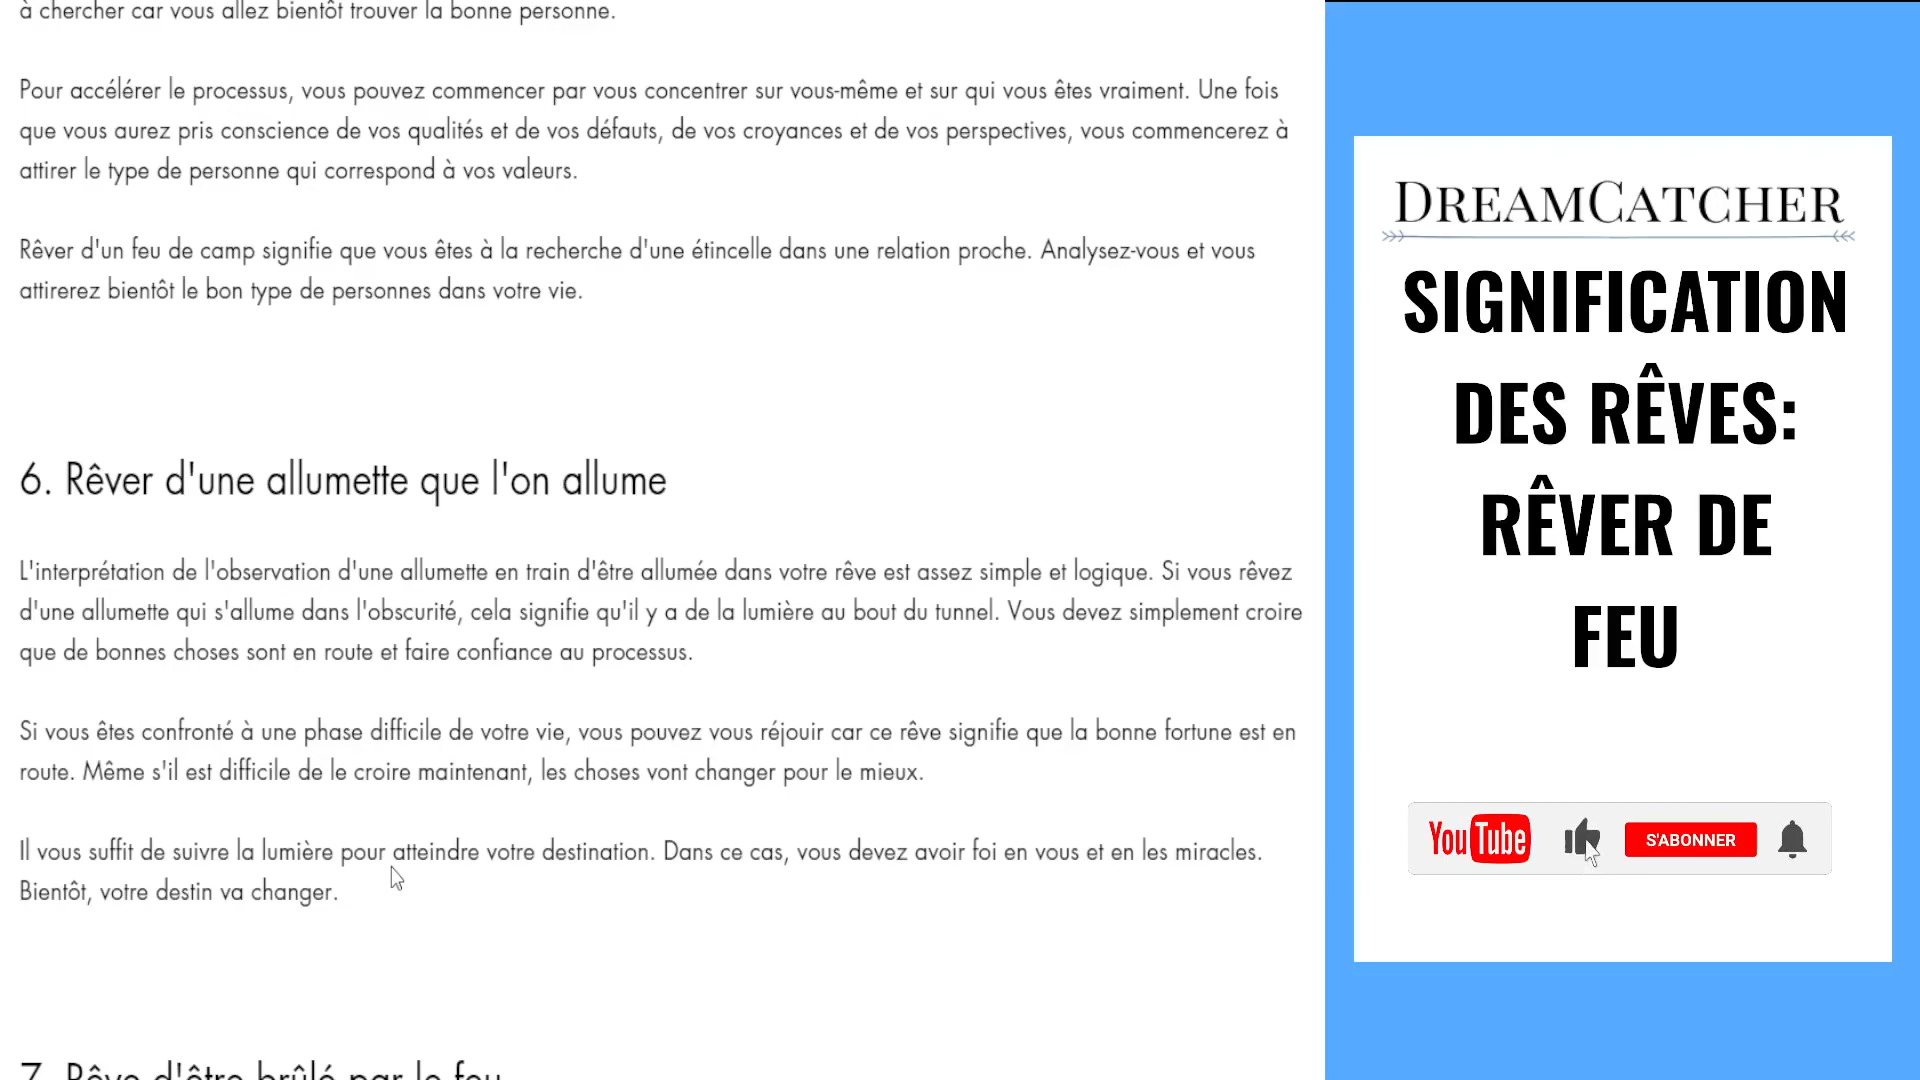 à chercher car vous allez bientôt trouver la bonne personne.
Pour accélérer le processus, vous pouvez commencer par vous concentrer sur vous-même et sur qui vous êtes vraiment. Une fois
que vous aurez pris conscience de vos qualités et de vos défauts, de vos croyances et de vos perspectives, vous commencerez à
attirer le type de personne qui correspond à vos valeurs.
Rêver d'un feu de camp signifie que vous êtes à la recherche d'une étincelle dans une relation proche. Analysez-vous et vous
attirerez bientôt le bon type de personnes dans votre vie.
6. Rêver d'une allumette que l'on allume
L'interprétation de l'observation d'une allumette en train d'être allumée dans votre rêve est assez simple et logique. Si vous rêvez
d'une allumette qui s'allume dans l'obscurité, cela signifie qu'il y a de la lumière au bout du tunnel. Vous devez simplement croire
que de bonnes choses sont en route et faire confiance au processus.
Si vous êtes confronté à une phase difficile de votre vie, vous pouvez vous réjouir car ce rêve signifie que la bonne fortune est en
route. Même s'il est difficile de le croire maintenant, les choses vont changer pour le mieux.
Il vous suffit de suivre la lumière pour atteindre votre destination. Dans ce cas, vous devez avoir foi en vous et en les miracles.
Bientôt, votre destin va changer.
7. Rêve d'être brûlé par le feu
DREAMCATCHER
SIGNIFICATION
DES RÊVES:
RÊVER DE
FEU
YouTube
S'ABONNER